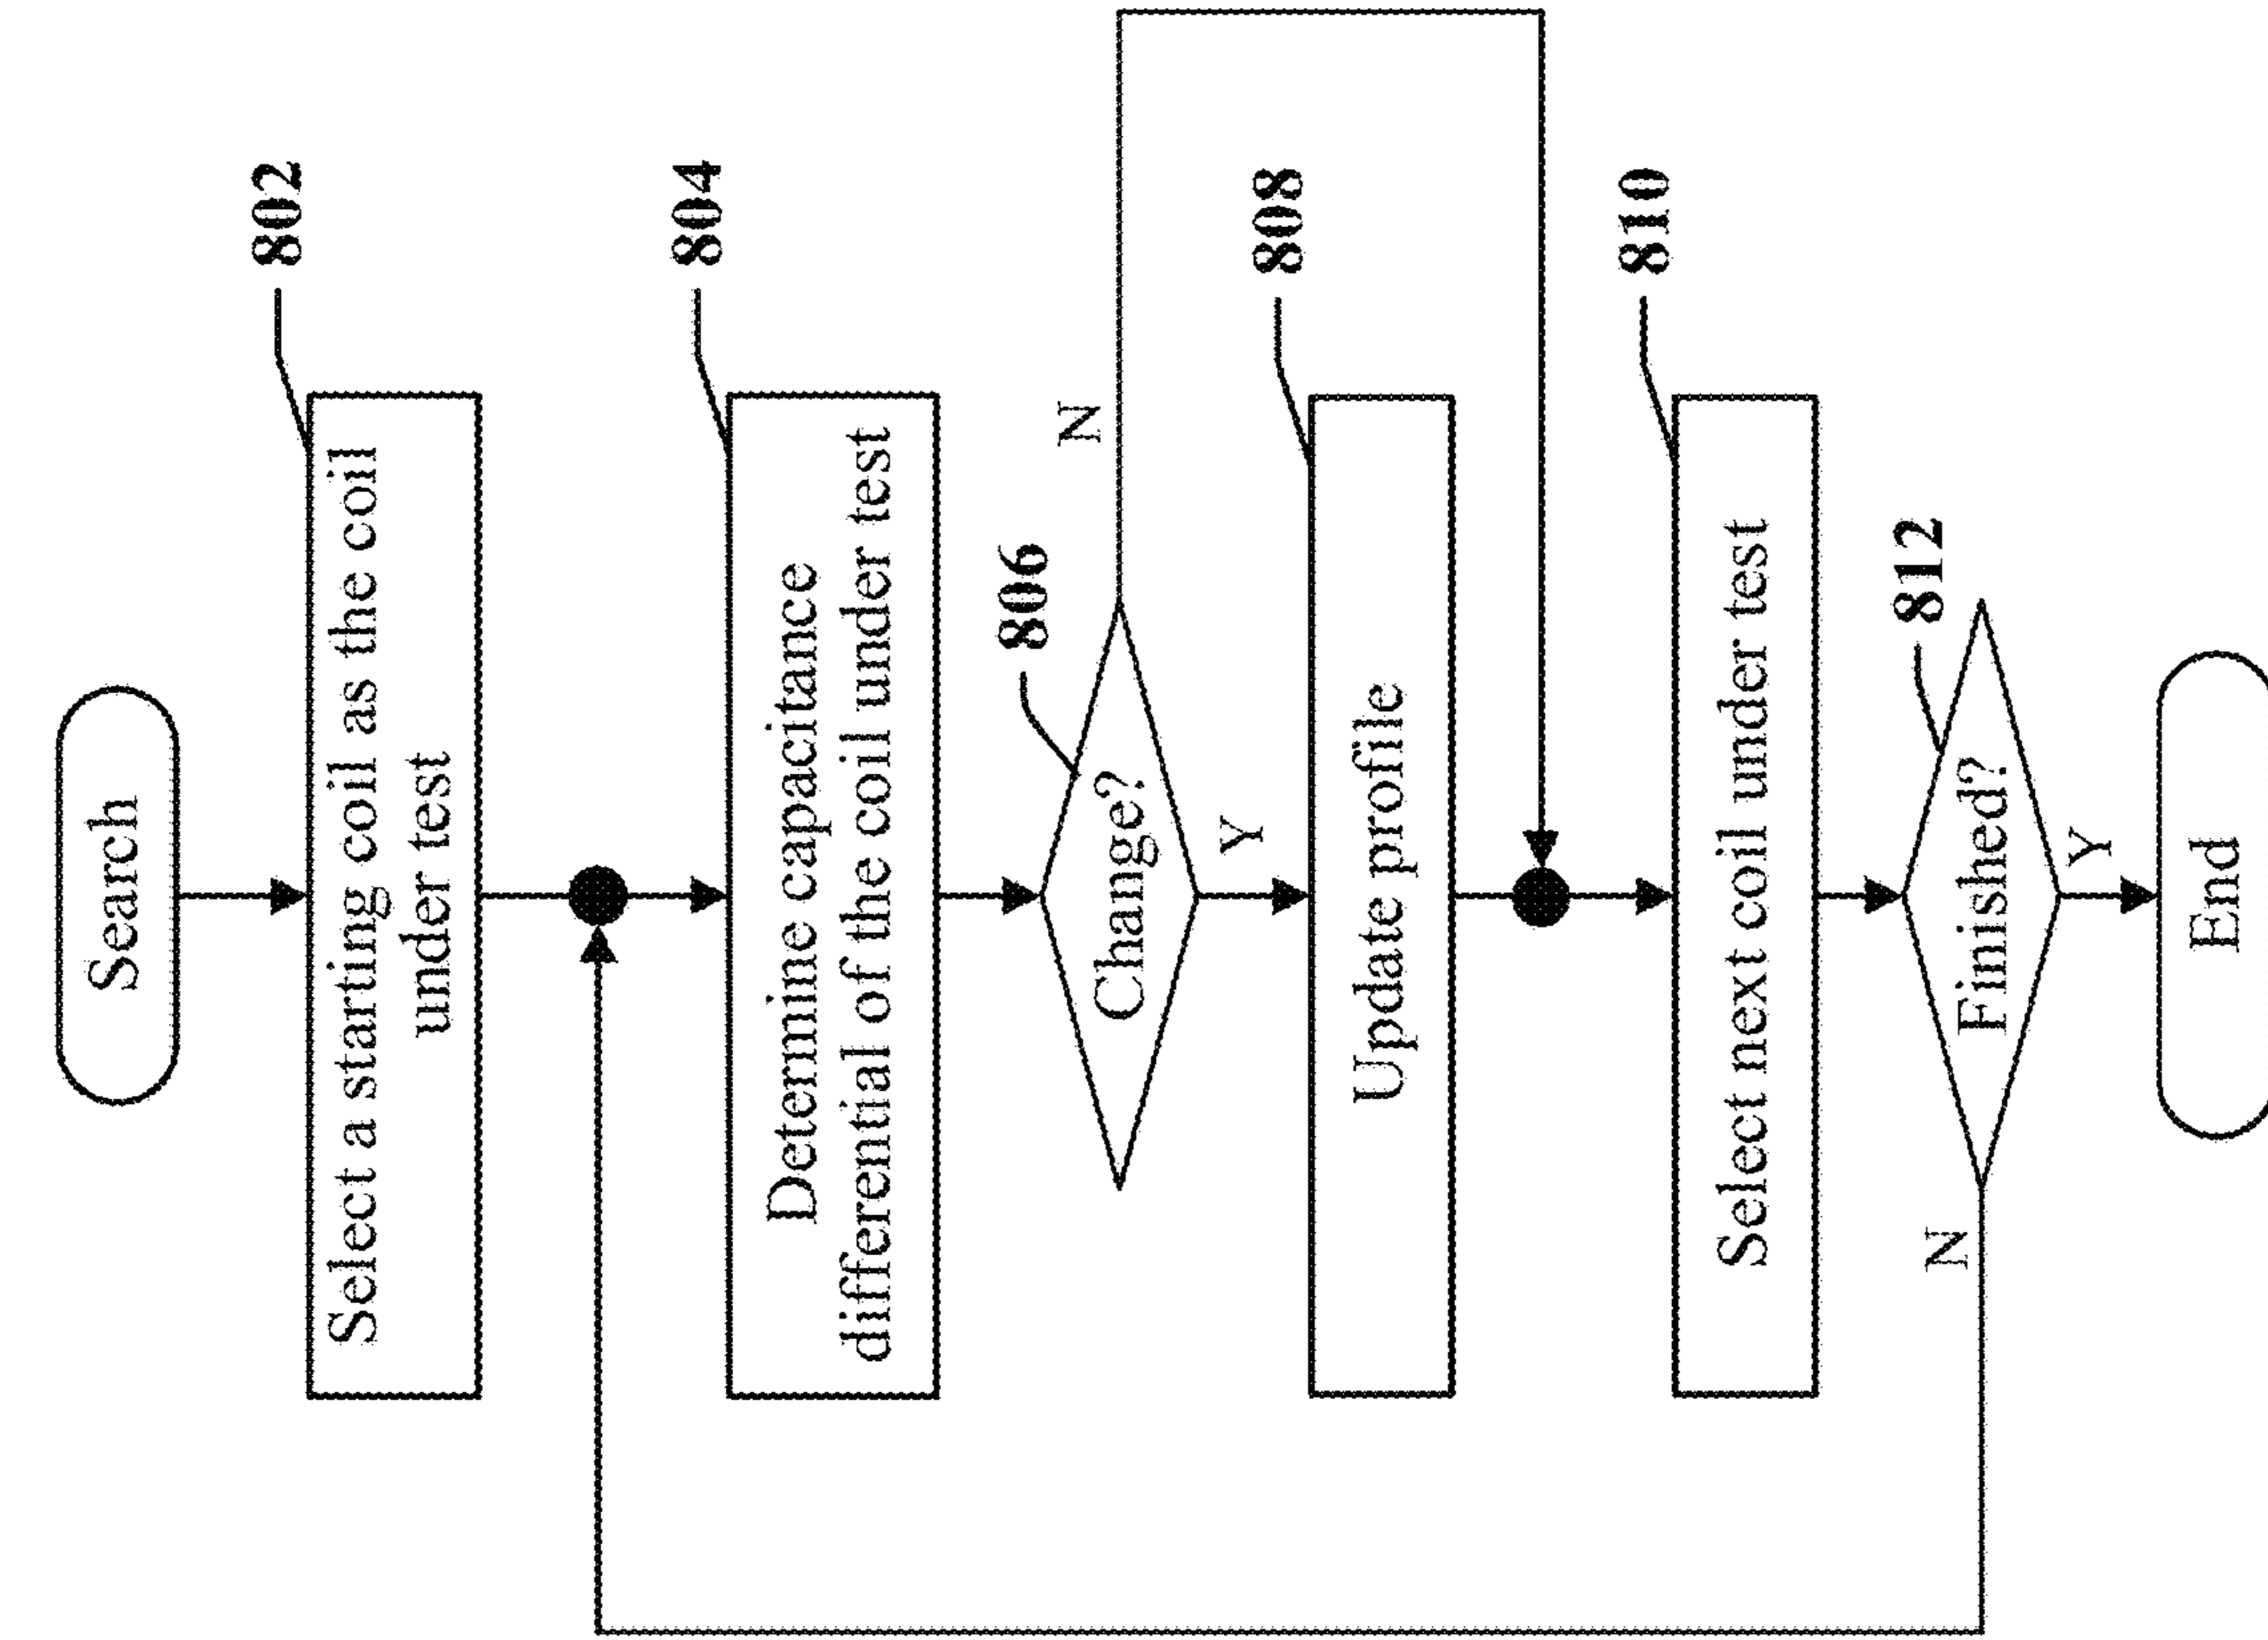 Search
802
Select a starting coil as the coil
under test
804
Determine capacitance
differential of the coil under test
806
Change?
N
Y
808
Update profile
810
Select next coil under test
812
Finished?
N
Y
End